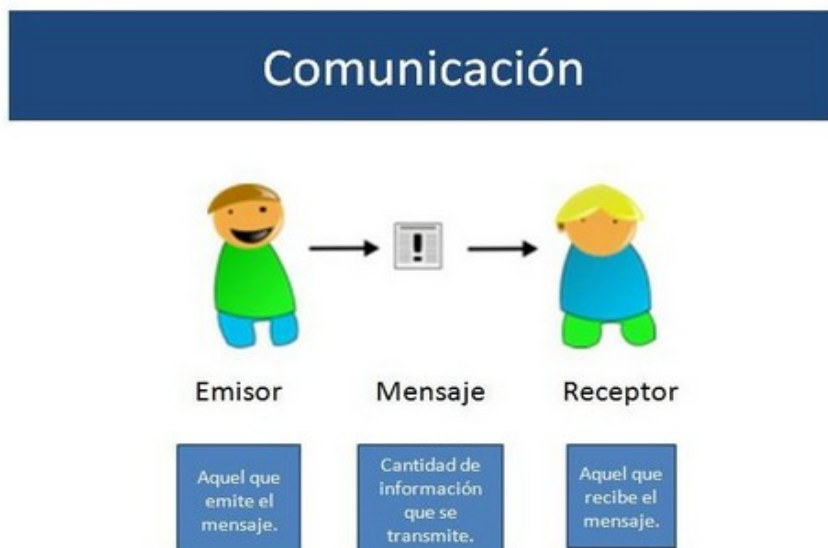 Comunicación
Emisor
Mensaje
Receptor
Aquel que
emite el
mensaje.
Cantidad de
información
que se
transmite.
Aquel que
recibe el
mensaje.